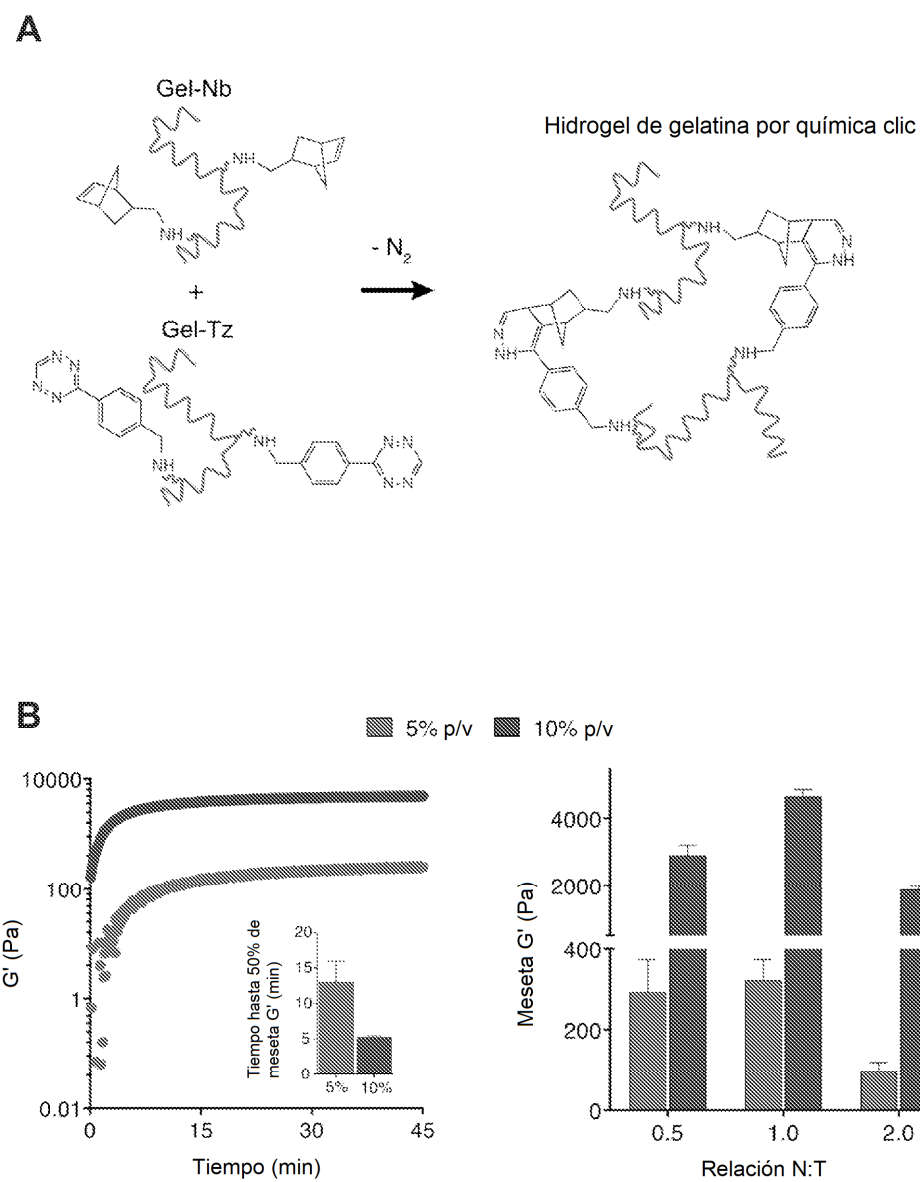 A
Gel-Nb
Hidrogel de gelatina por química clic
NH
NH
NH
- N2
N
NH
+
NH
Gel-Tz
N
NH
NH
N
N
N
N
NH
NH
N
N
NH
N
N
B
5% p/v
10% p/v
10000
100
1
0.01
G' (Pa)
0
15
30
45
Tiempo (min)
Tiempo hasta 50% de
meseta G' (min)
20
15
10
5
0
5%
10%
Meseta G' (Pa)
4000
2000
400
200
0
0.5
1.0
2.0
Relación N:T